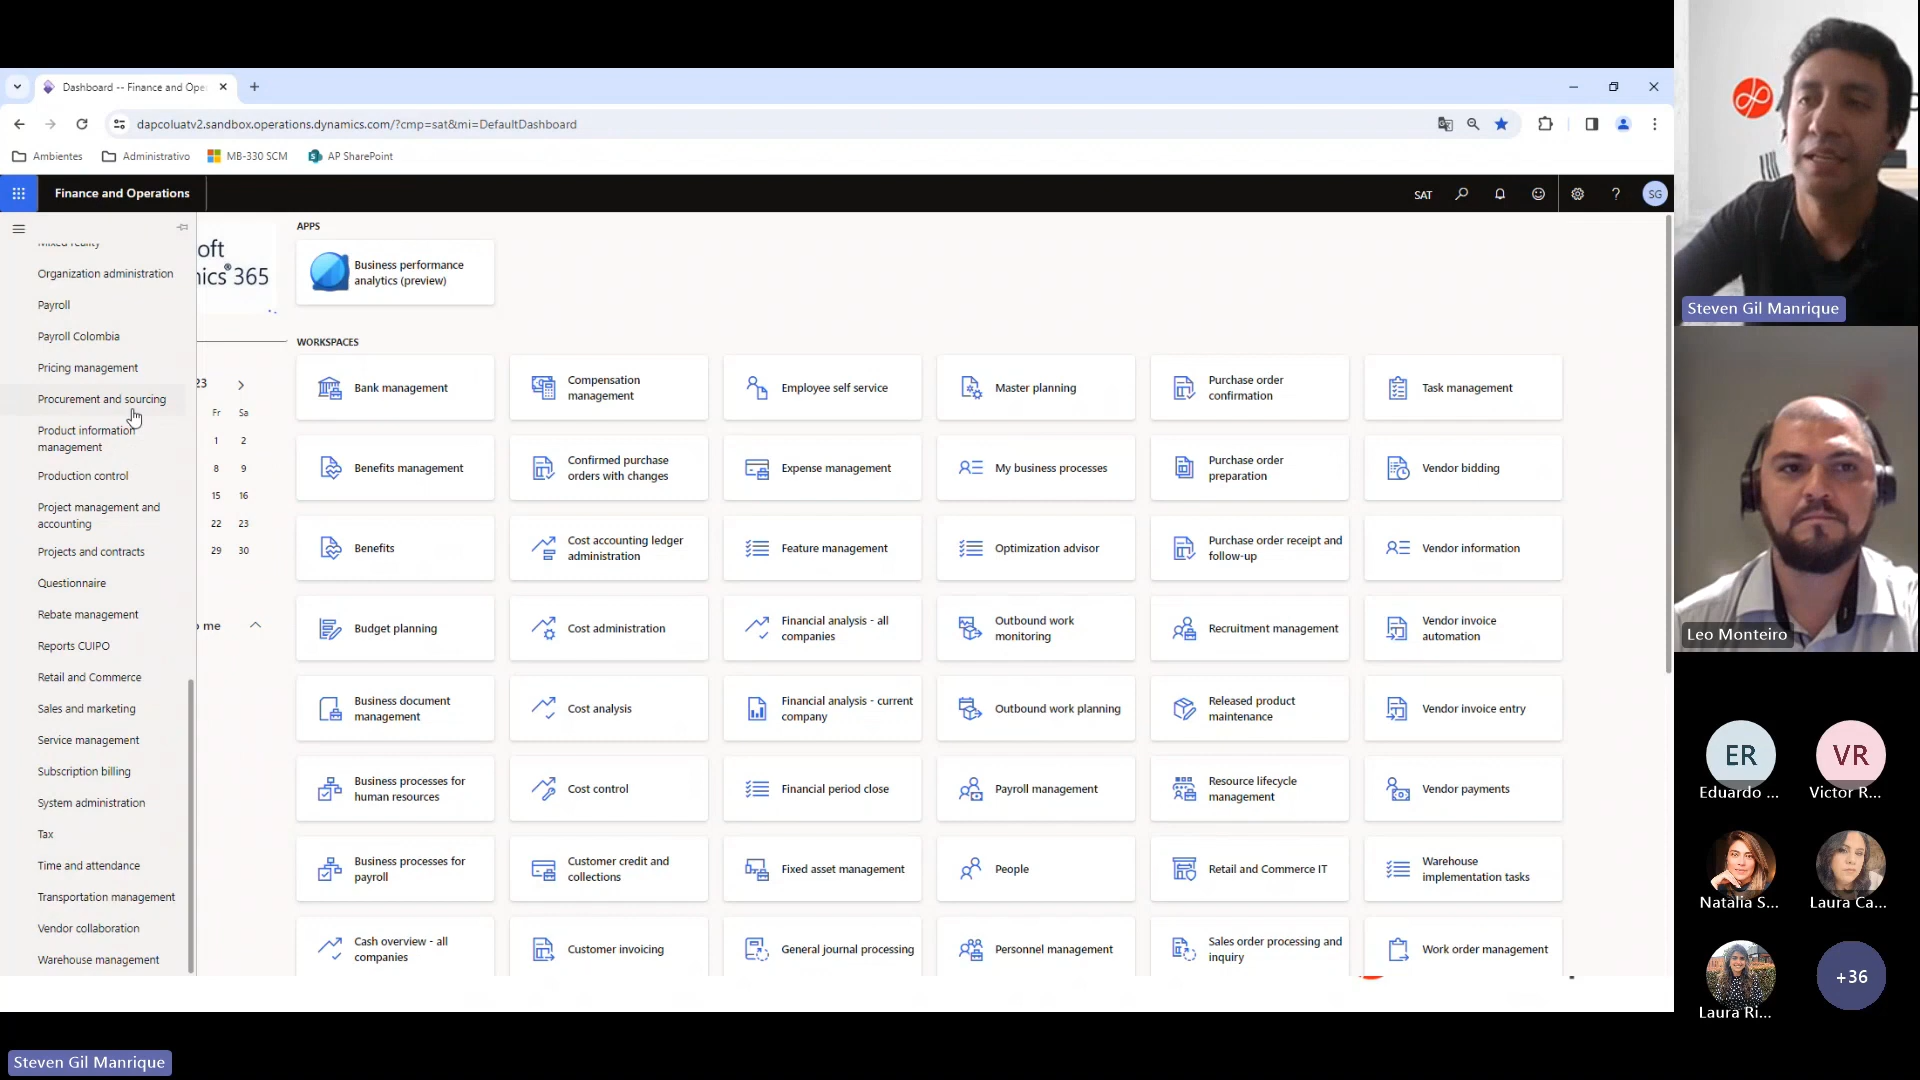 Dashboard -- Finance and Ope
dapcoluatv2.sandbox.operations.dynamics.com/?cmp=sat&mi=DefaultDashboard
Ambientes
Administrativo
MB-330 SCM
AP SharePoint
Finance and Operations
SAT
SG
Mixed reality
Organization administration
Payroll
Payroll Colombia
Pricing management
Procurement and sourcing
Product information
management
Production control
Project management and
accounting
Projects and contracts
Questionnaire
Rebate management
Reports CUIPO
Retail and Commerce
Sales and marketing
Service management
Subscription billing
System administration
Tax
Time and attendance
Transportation management
Vendor collaboration
Warehouse management
oft
nics®365
23
Fr Sa
1 2
8 9
15 16
22 23
29 30
me
APPS
Business performance
analytics (preview)
WORKSPACES
Bank management
Compensation
management
Employee self service
Master planning
Purchase order
confirmation
Task management
Benefits management
Confirmed purchase
orders with changes
Expense management
My business processes
Purchase order
preparation
Vendor bidding
Benefits
Cost accounting ledger
administration
Feature management
Optimization advisor
Purchase order receipt and
follow-up
Vendor information
Budget planning
Cost administration
Financial analysis - all
companies
Outbound work
monitoring
Recruitment management
Vendor invoice
automation
Business document
management
Cost analysis
Financial analysis - current
company
Outbound work planning
Released product
maintenance
Vendor invoice entry
Business processes for
human resources
Cost control
Financial period close
Payroll management
Resource lifecycle
management
Vendor payments
Business processes for
payroll
Customer credit and
collections
Fixed asset management
People
Retail and Commerce IT
Warehouse
implementation tasks
Cash overview - all
companies
Customer invoicing
General journal processing
Personnel management
Sales order processing and
inquiry
Work order management
Steven Gil Manrique
Leo Monteiro
ER
Eduardo ...
VR
Victor R...
Natalia S...
Laura Ca...
Laura Ri...
+36
Steven Gil Manrique